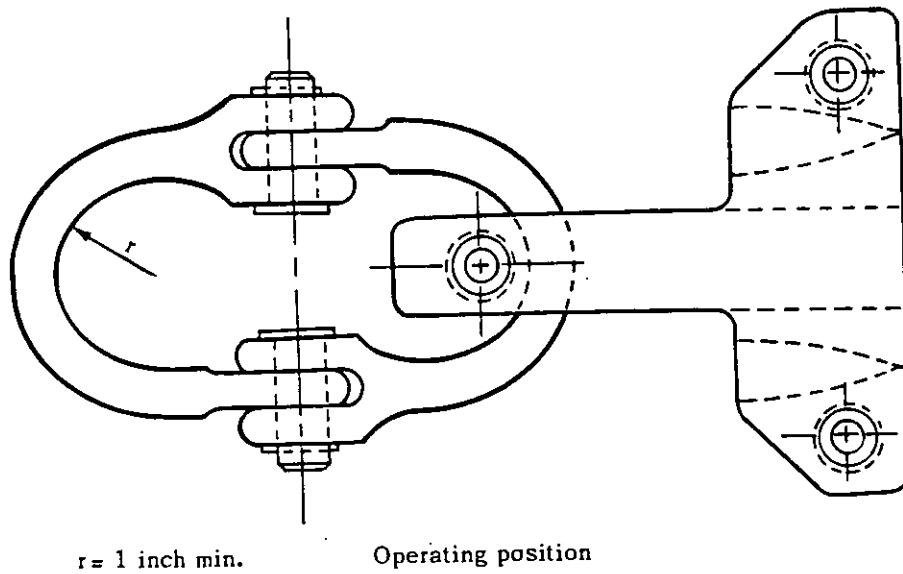 r
r = 1 inch min.
Operating position